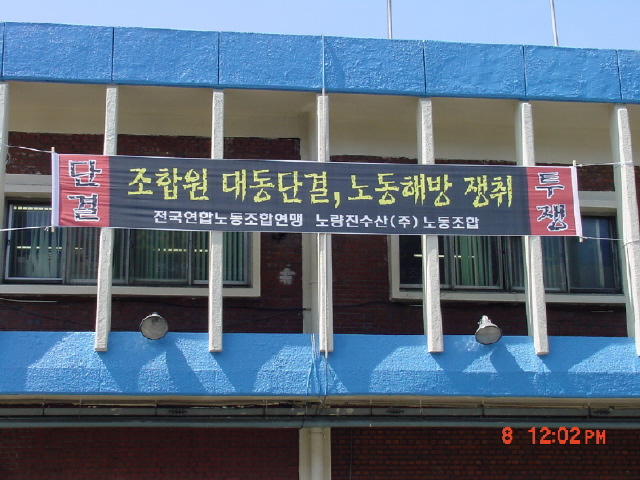 단결
조합원 대동단결, 노동해방 쟁취
전국연합노동조합연맹 노량진수산(주) 노동조합
투쟁
8 12:02 PM